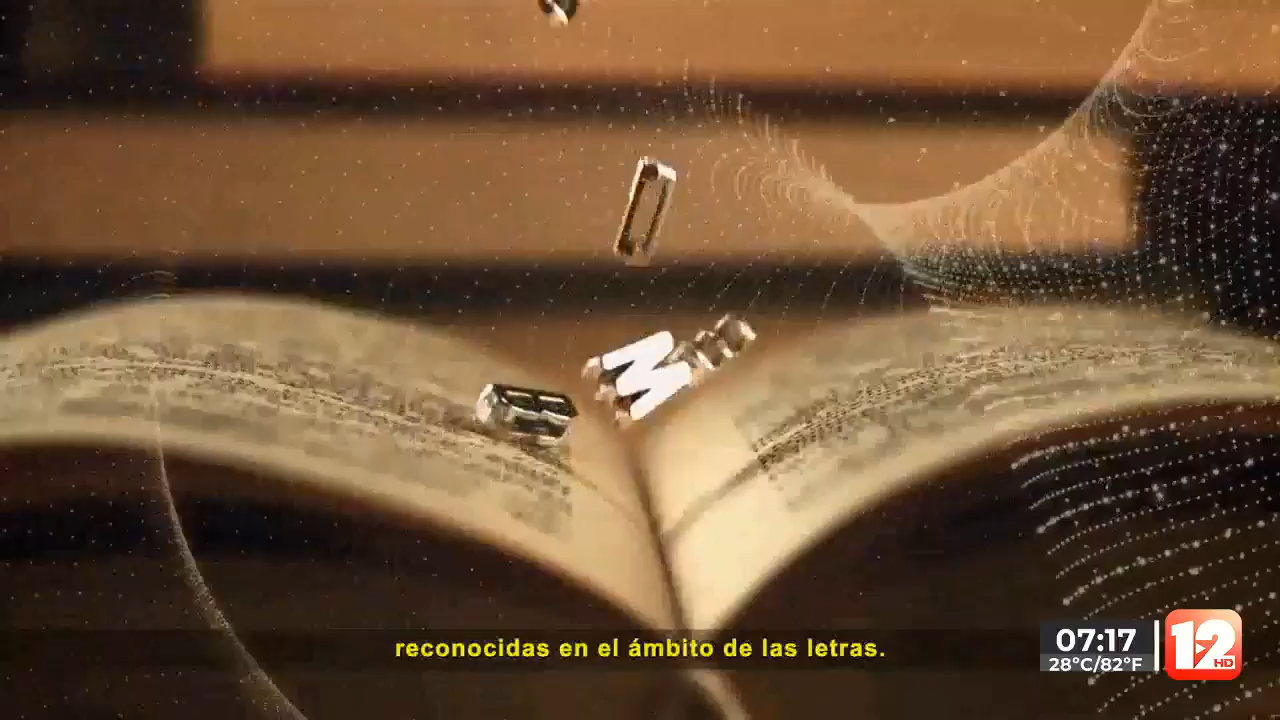 M
reconocidas en el ámbito de las letras.
07:17
28°C/82°F
12
HD